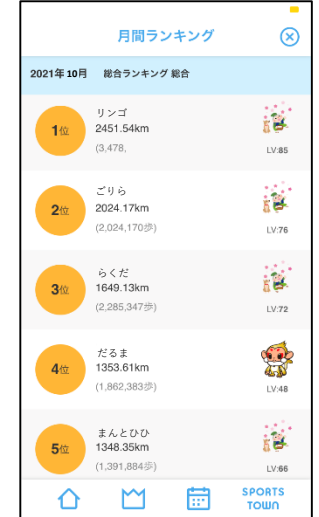 月間ランキング
2021年10月 総合ランキング 総合
1位
リンゴ
2451.54km
(3,478,
LV:85
2位
ごりら
2024.17km
(2,024,170歩)
LV:76
3位
らくだ
1649.13km
(2,285,347歩)
LV:72
4位
だるま
1353.61km
(1,862,383歩)
LV:48
5位
まんとひひ
1348.35km
(1,391,884歩)
LV:66
SPORTS
TOWN